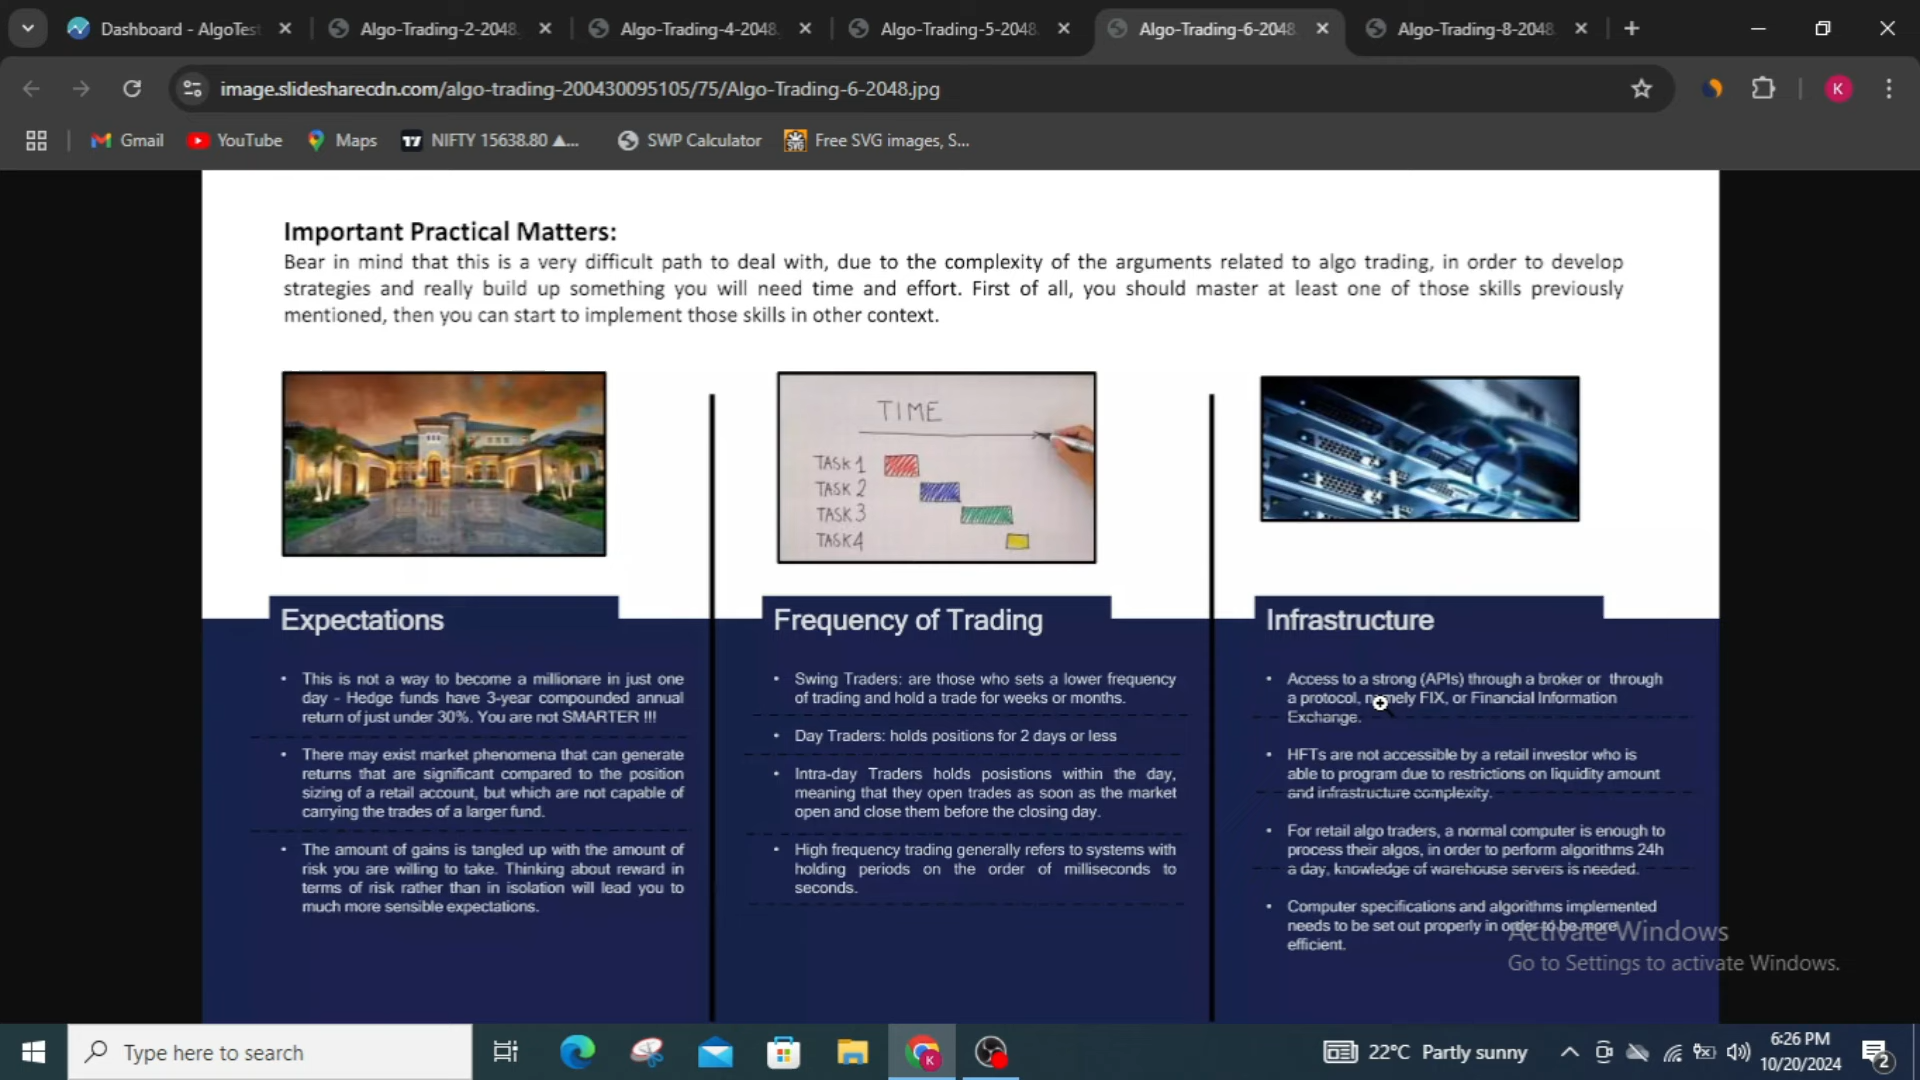 Dashboard - AlgoTest
Algo-Trading-2-2048.
Algo-Trading-4-2048.
Algo-Trading-5-2048.
Algo-Trading-6-2048.
Algo-Trading-8-2048.
image.slidesharecdn.com/algo-trading-200430095105/75/Algo-Trading-6-2048.jpg
K
Gmail
YouTube
Maps
NIFTY 15638.80 ▲...
SWP Calculator
Free SVG images, S...
Important Practical Matters:
Bear in mind that this is a very difficult path to deal with, due to the complexity of the arguments related to algo trading, in order to develop
strategies and really build up something you will need time and effort. First of all, you should master at least one of those skills previously
mentioned, then you can start to implement those skills in other context.
TIME
TASK 1
TASK 2
TASK 3
TASK4
Expectations
• This is not a way to become a millionare in just one
day - Hedge funds have 3-year compounded annual
return of just under 30%. You are not SMARTER !!!
• There may exist market phenomena that can generate
returns that are significant compared to the position
sizing of a retail account, but which are not capable of
carrying the trades of a larger fund.
• The amount of gains is tangled up with the amount of
risk you are willing to take. Thinking about reward in
terms of risk rather than in isolation will lead you to
much more sensible expectations.
Frequency of Trading
• Swing Traders: are those who sets a lower frequency
of trading and hold a trade for weeks or months.
• Day Traders: holds positions for 2 days or less
• Intra-day Traders holds posistions within the day,
meaning that they open trades as soon as the market
open and close them before the closing day.
• High frequency trading generally refers to systems with
holding periods on the order of milliseconds to
seconds.
Infrastructure
• Access to a strong (APIs) through a broker or through
a protocol, namely FIX, or Financial Information
Exchange.
• HFTs are not accessible by a retail investor who is
able to program due to restrictions on liquidity amount
and infrastructure complexity.
• For retail algo traders, a normal computer is enough to
process their algos, in order to perform algorithms 24h
a day, knowledge of warehouse servers is needed.
• Computer specifications and algorithms implemented
needs to be set out properly in order to be more
efficient.
Activate Windows
Go to Settings to activate Windows.
Type here to search
K
22°C Partly sunny
6:26 PM
10/20/2024
2